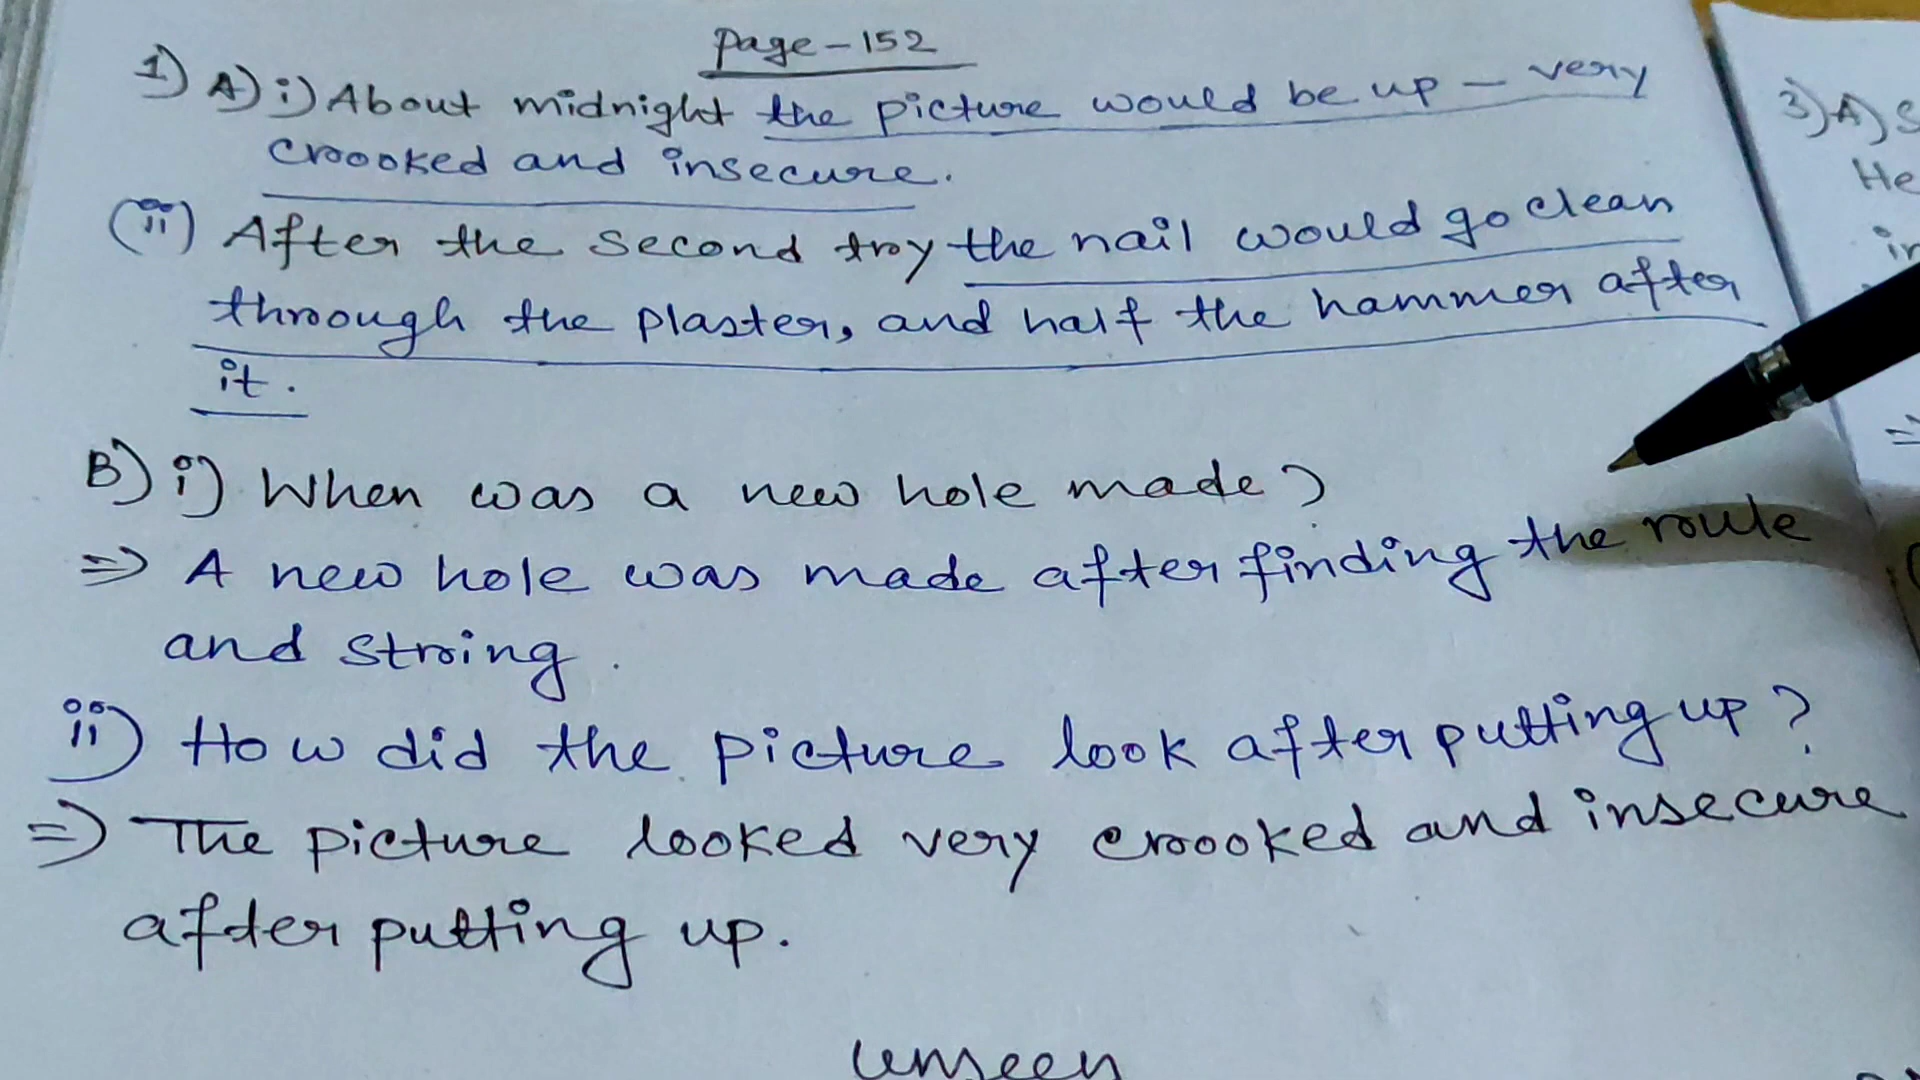 Page-152
1) A) i) About midnight the picture would be up - very
crooked and insecure.
(ii) After the second try the nail would go clean
through the plaster, and half the hammer after
it.
B) i) When was a new hole made?
=> A new hole was made after finding the roule
and string.
ii) How did the picture look after putting up?
=> The picture looked very crooked and insecure
after putting up.
unseen
3) A) S
He
in